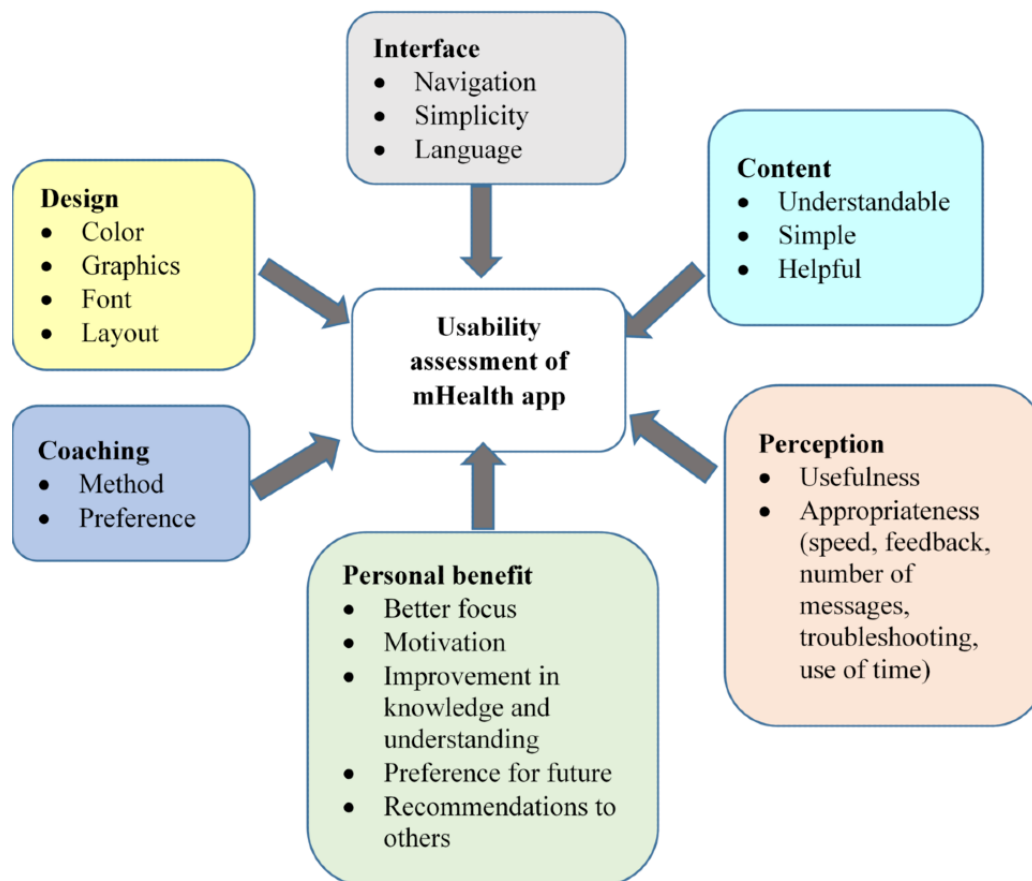 Interface
• Navigation
• Simplicity
• Language
Design
• Color
• Graphics
• Font
• Layout
Content
• Understandable
• Simple
• Helpful
Usability
assessment of
mHealth app
Coaching
• Method
• Preference
Perception
• Usefulness
• Appropriateness
(speed, feedback,
number of
messages,
troubleshooting,
use of time)
Personal benefit
• Better focus
• Motivation
• Improvement in
knowledge and
understanding
• Preference for future
• Recommendations to
others